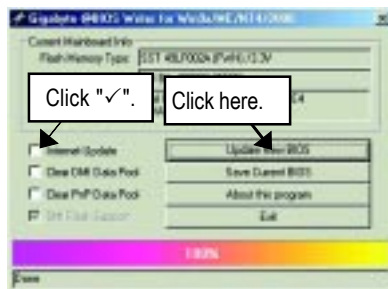 Gigabyte @BIOS Writer for Win9x/ME/NT4/2000
Current Mainboard Info
Flash Memory Type: SST 49LF002A (FWH) /3.3V
Click "✓".
Click here.
Internet Update
Update New BIOS
Clear DMI Data Pool
Save Current BIOS
Clear PnP Data Pool
About this program
Exit
100%